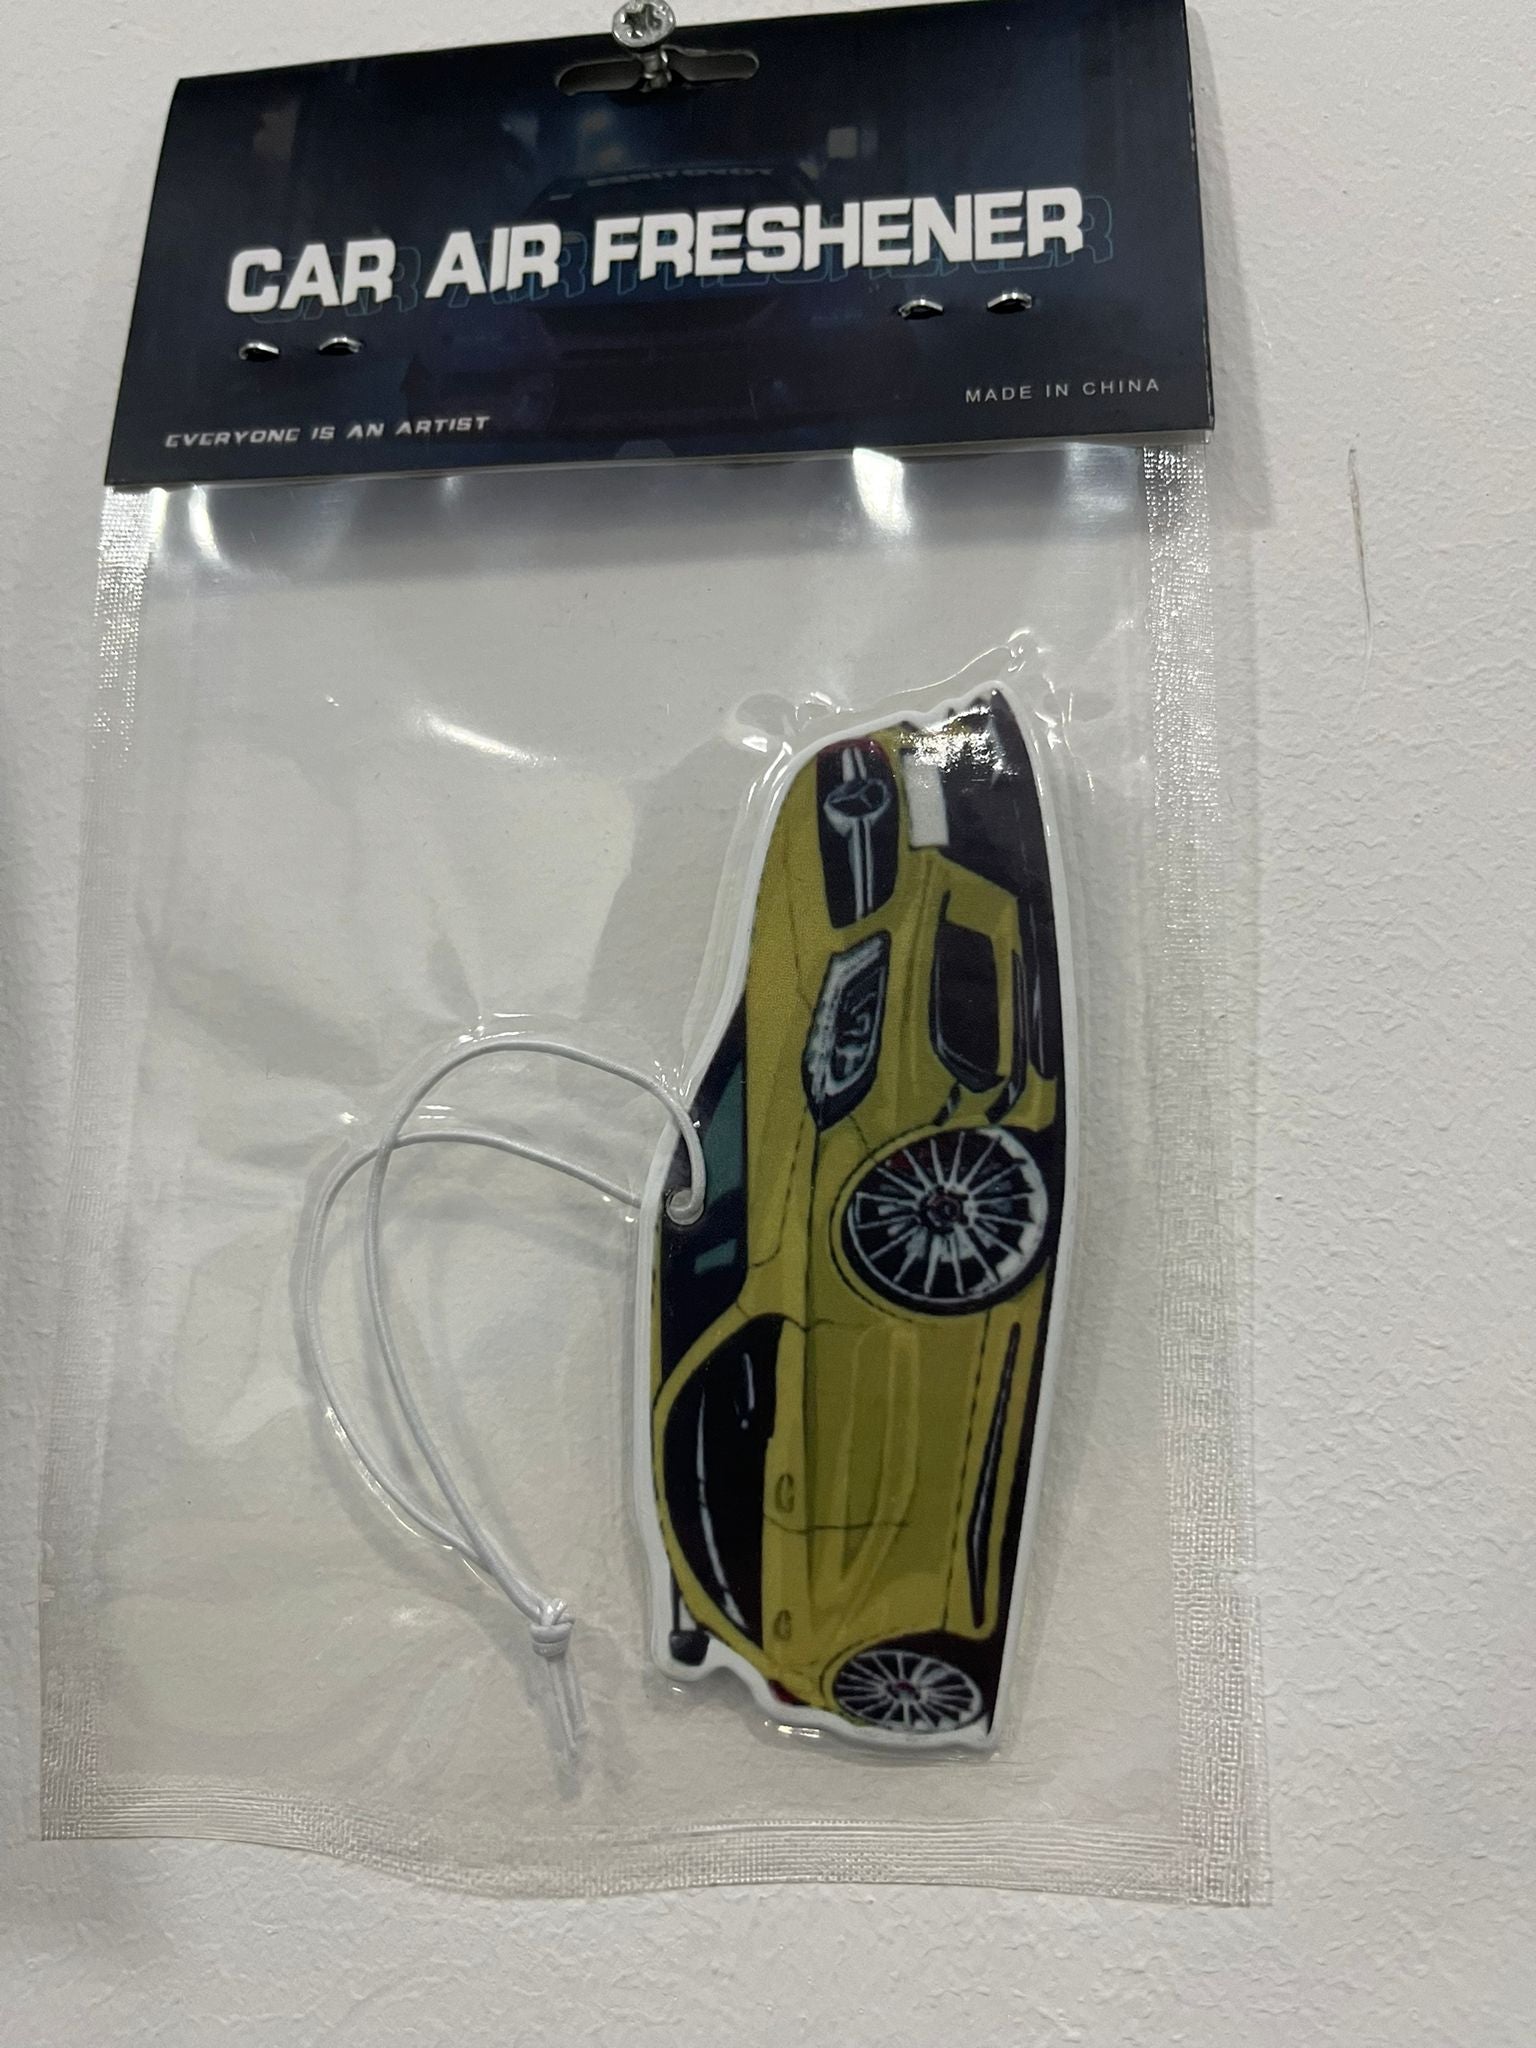 CAR AIR FRESHENER
MADE IN CHINA
EVERYONE IS AN ARTIST